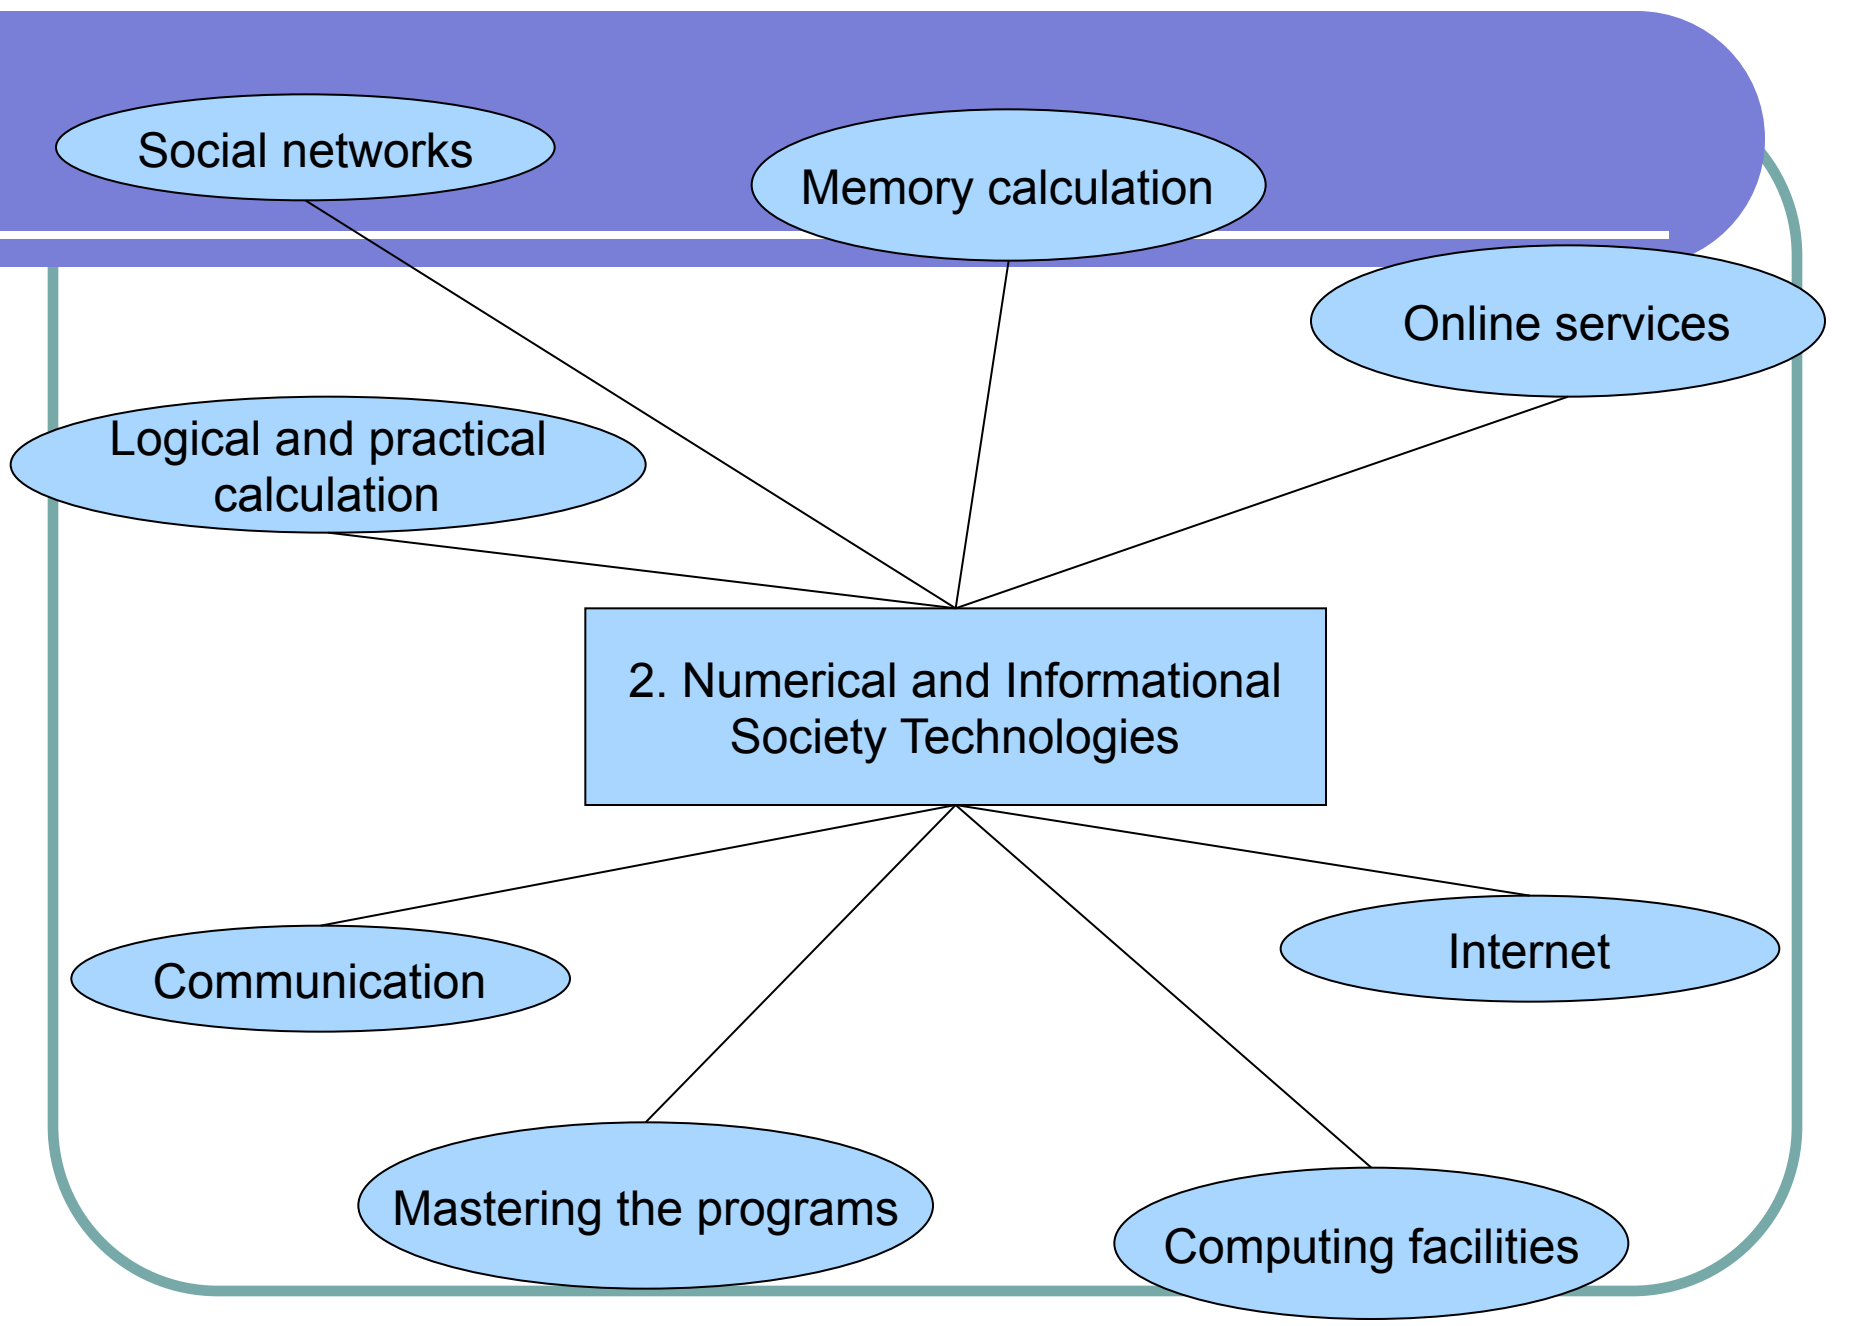 Social networks
Memory calculation
Online services
Logical and practical
calculation
2. Numerical and Informational
Society Technologies
Communication
Internet
Mastering the programs
Computing facilities